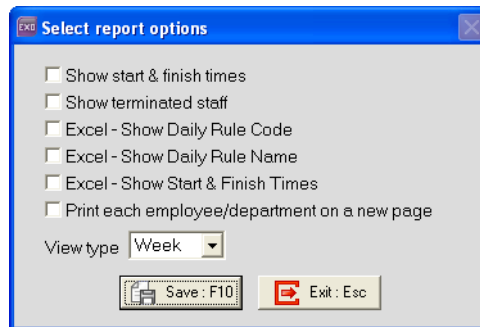 EXO Select report options
Show start & finish times
Show terminated staff
Excel - Show Daily Rule Code
Excel - Show Daily Rule Name
Excel - Show Start & Finish Times
Print each employee/department on a new page
View type Week
Save : F10 Exit : Esc